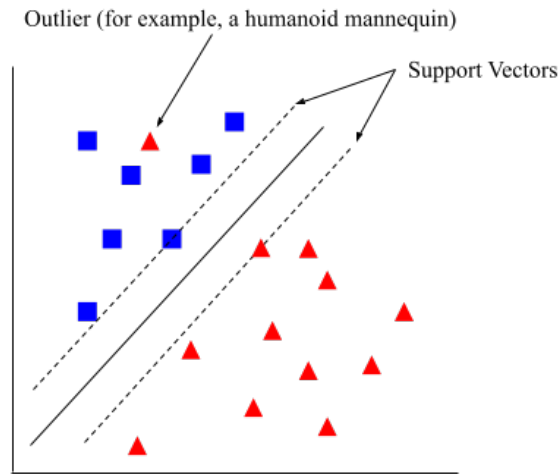 Outlier (for example, a humanoid mannequin)
Support Vectors